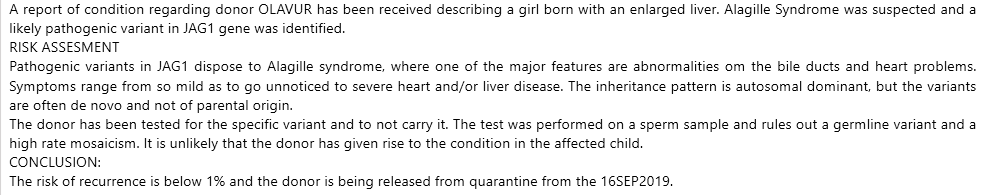 A report of condition regarding donor OLAVUR has been received describing a girl born with an enlarged liver. Alagille Syndrome was suspected and a
likely pathogenic variant in JAG1 gene was identified.
RISK ASSESMENT
Pathogenic variants in JAG1 dispose to Alagille syndrome, where one of the major features are abnormalities om the bile ducts and heart problems.
Symptoms range from so mild as to go unnoticed to severe heart and/or liver disease. The inheritance pattern is autosomal dominant, but the variants
are often de novo and not of parental origin.
The donor has been tested for the specific variant and to not carry it. The test was performed on a sperm sample and rules out a germline variant and a
high rate mosaicism. It is unlikely that the donor has given rise to the condition in the affected child.
CONCLUSION:
The risk of recurrence is below 1% and the donor is being released from quarantine from the 16SEP2019.